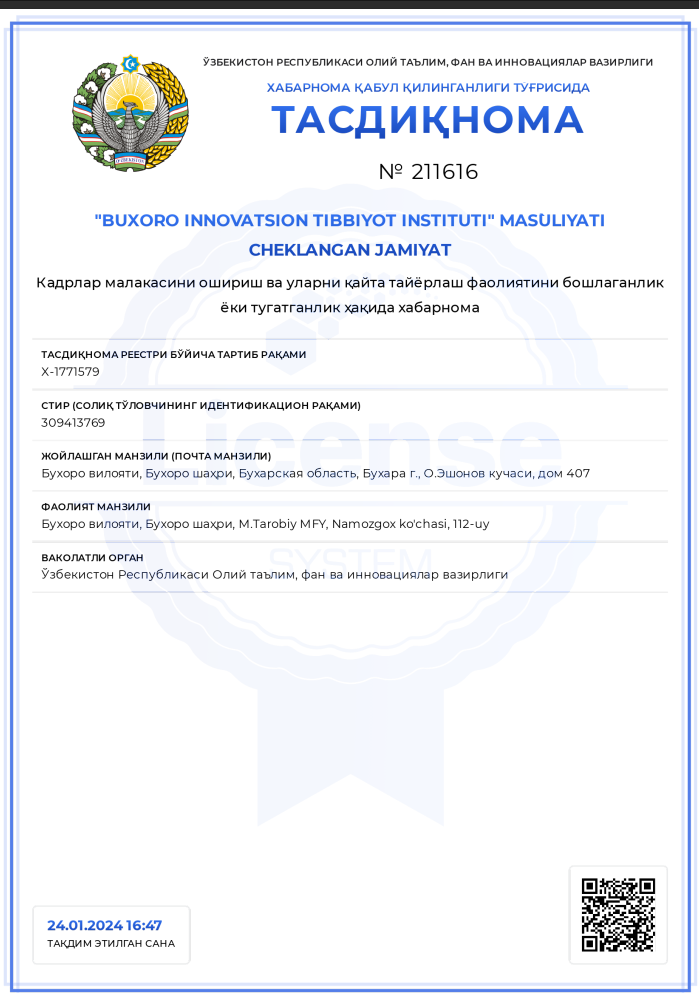 ЎЗБЕКИСТОН РЕСПУБЛИКАСИ ОЛИЙ ТАЪЛИМ, ФАН ВА ИННОВАЦИЯЛАР ВАЗИРЛИГИ
ХАБАРНОМА ҚАБУЛ ҚИЛИНГАНЛИГИ ТУҒРИСИДА
ТАСДИҚНОМА
№ 211616
"BUXORO INNOVATSION TIBBIYOT INSTITUTI" MASULIYATI
CHEKLANGAN JAMIYAT
Кадрлар малакасини ошириш ва уларни қайта тайёрлаш фаолиятини бошлаганлик
ёки тугатганлик ҳақида хабарнома
ТАСДИҚНОМА РЕЕСТРИ БЎЙИЧА ТАРТИБ РАҚАМИ
X-1771579
СТИР (СОЛИҚ ТЎЛОВЧИНИНГ ИДЕНТИФИКАЦИОН РАҚАМИ)
309413769
ЖОЙЛАШГАН МАНЗИЛИ (ПОЧТА МАНЗИЛИ)
Бухоро вилояти, Бухоро шаҳри, Бухарская область, Бухара г., О.Эшонов кучаси, дом 407
ФАОЛИЯТ МАНЗИЛИ
Бухоро вилояти, Бухоро шаҳри, M.Tarobiy MFY, Namozgox ko'chasi, 112-uy
ВАКОЛАТЛИ ОРГАН
Ўзбекистон Республикаси Олий таълим, фан ва инновациялар вазирлиги
License
SYSTEM
24.01.2024 16:47
ТАҚДИМ ЭТИЛГАН САНА